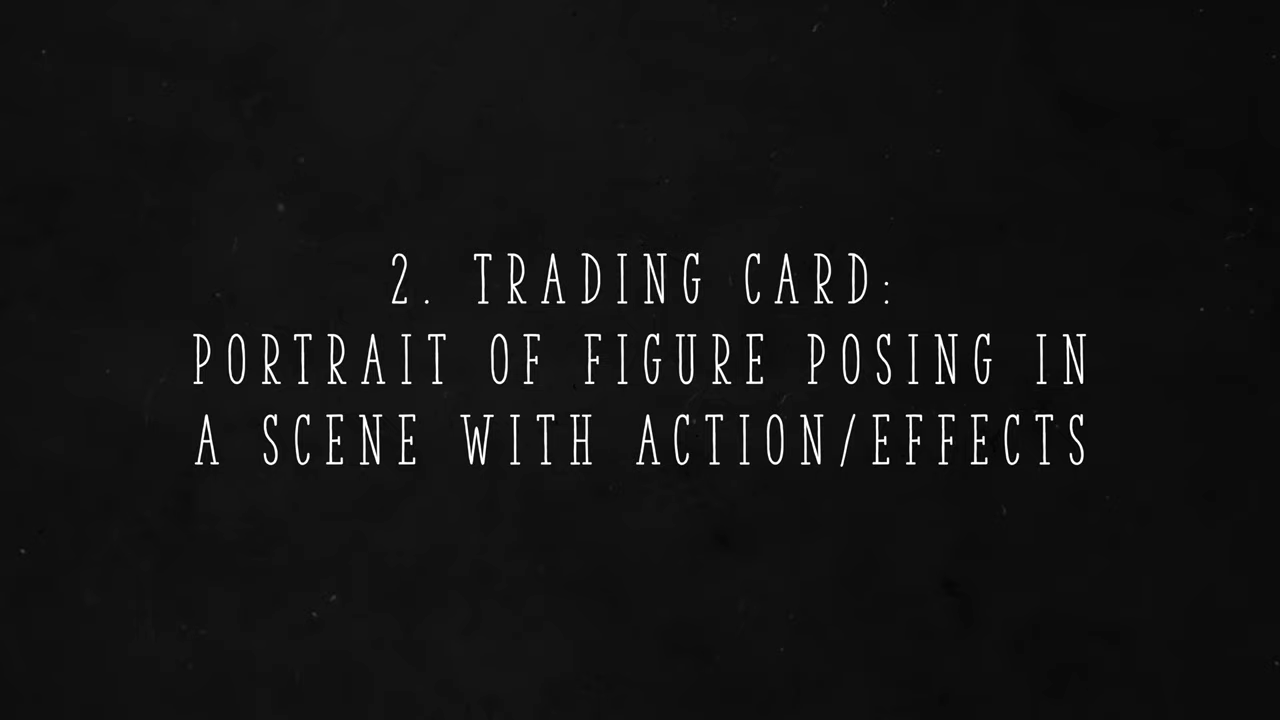 2. TRADING CARD:
PORTRAIT OF FIGURE POSING IN
A SCENE WITH ACTION/EFFECTS